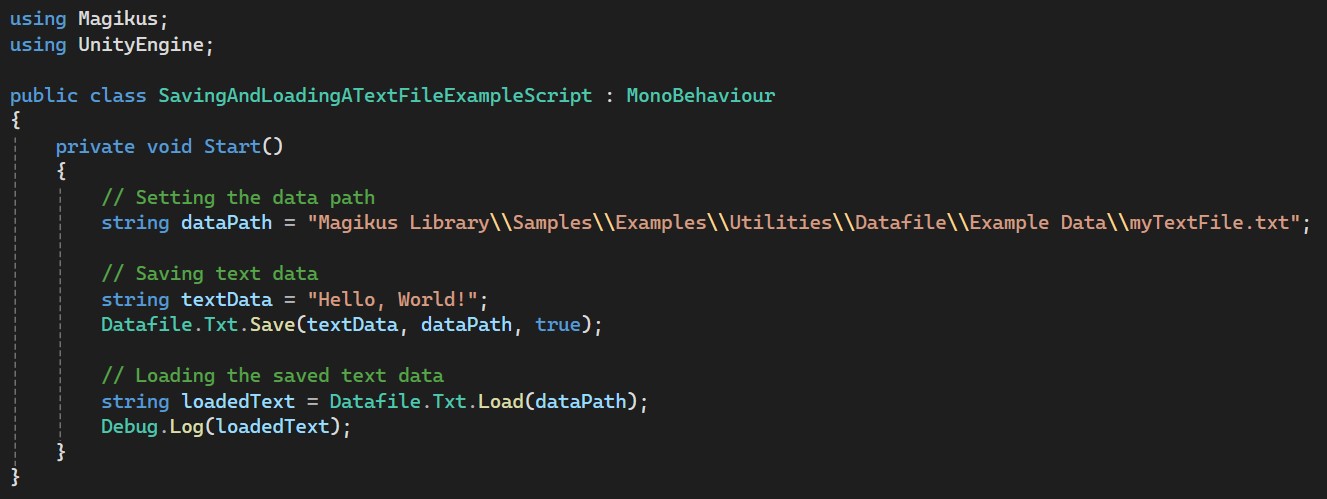 using Magikus;
using UnityEngine;

public class SavingAndLoadingATextFileExampleScript : MonoBehaviour
{
    private void Start()
    {
        // Setting the data path
        string dataPath = "Magikus Library\\Samples\\Examples\\Utilities\\Datafile\\Example Data\\myTextFile.txt";

        // Saving text data
        string textData = "Hello, World!";
        Datafile.Txt.Save(textData, dataPath, true);

        // Loading the saved text data
        string loadedText = Datafile.Txt.Load(dataPath);
        Debug.Log(loadedText);
    }
}